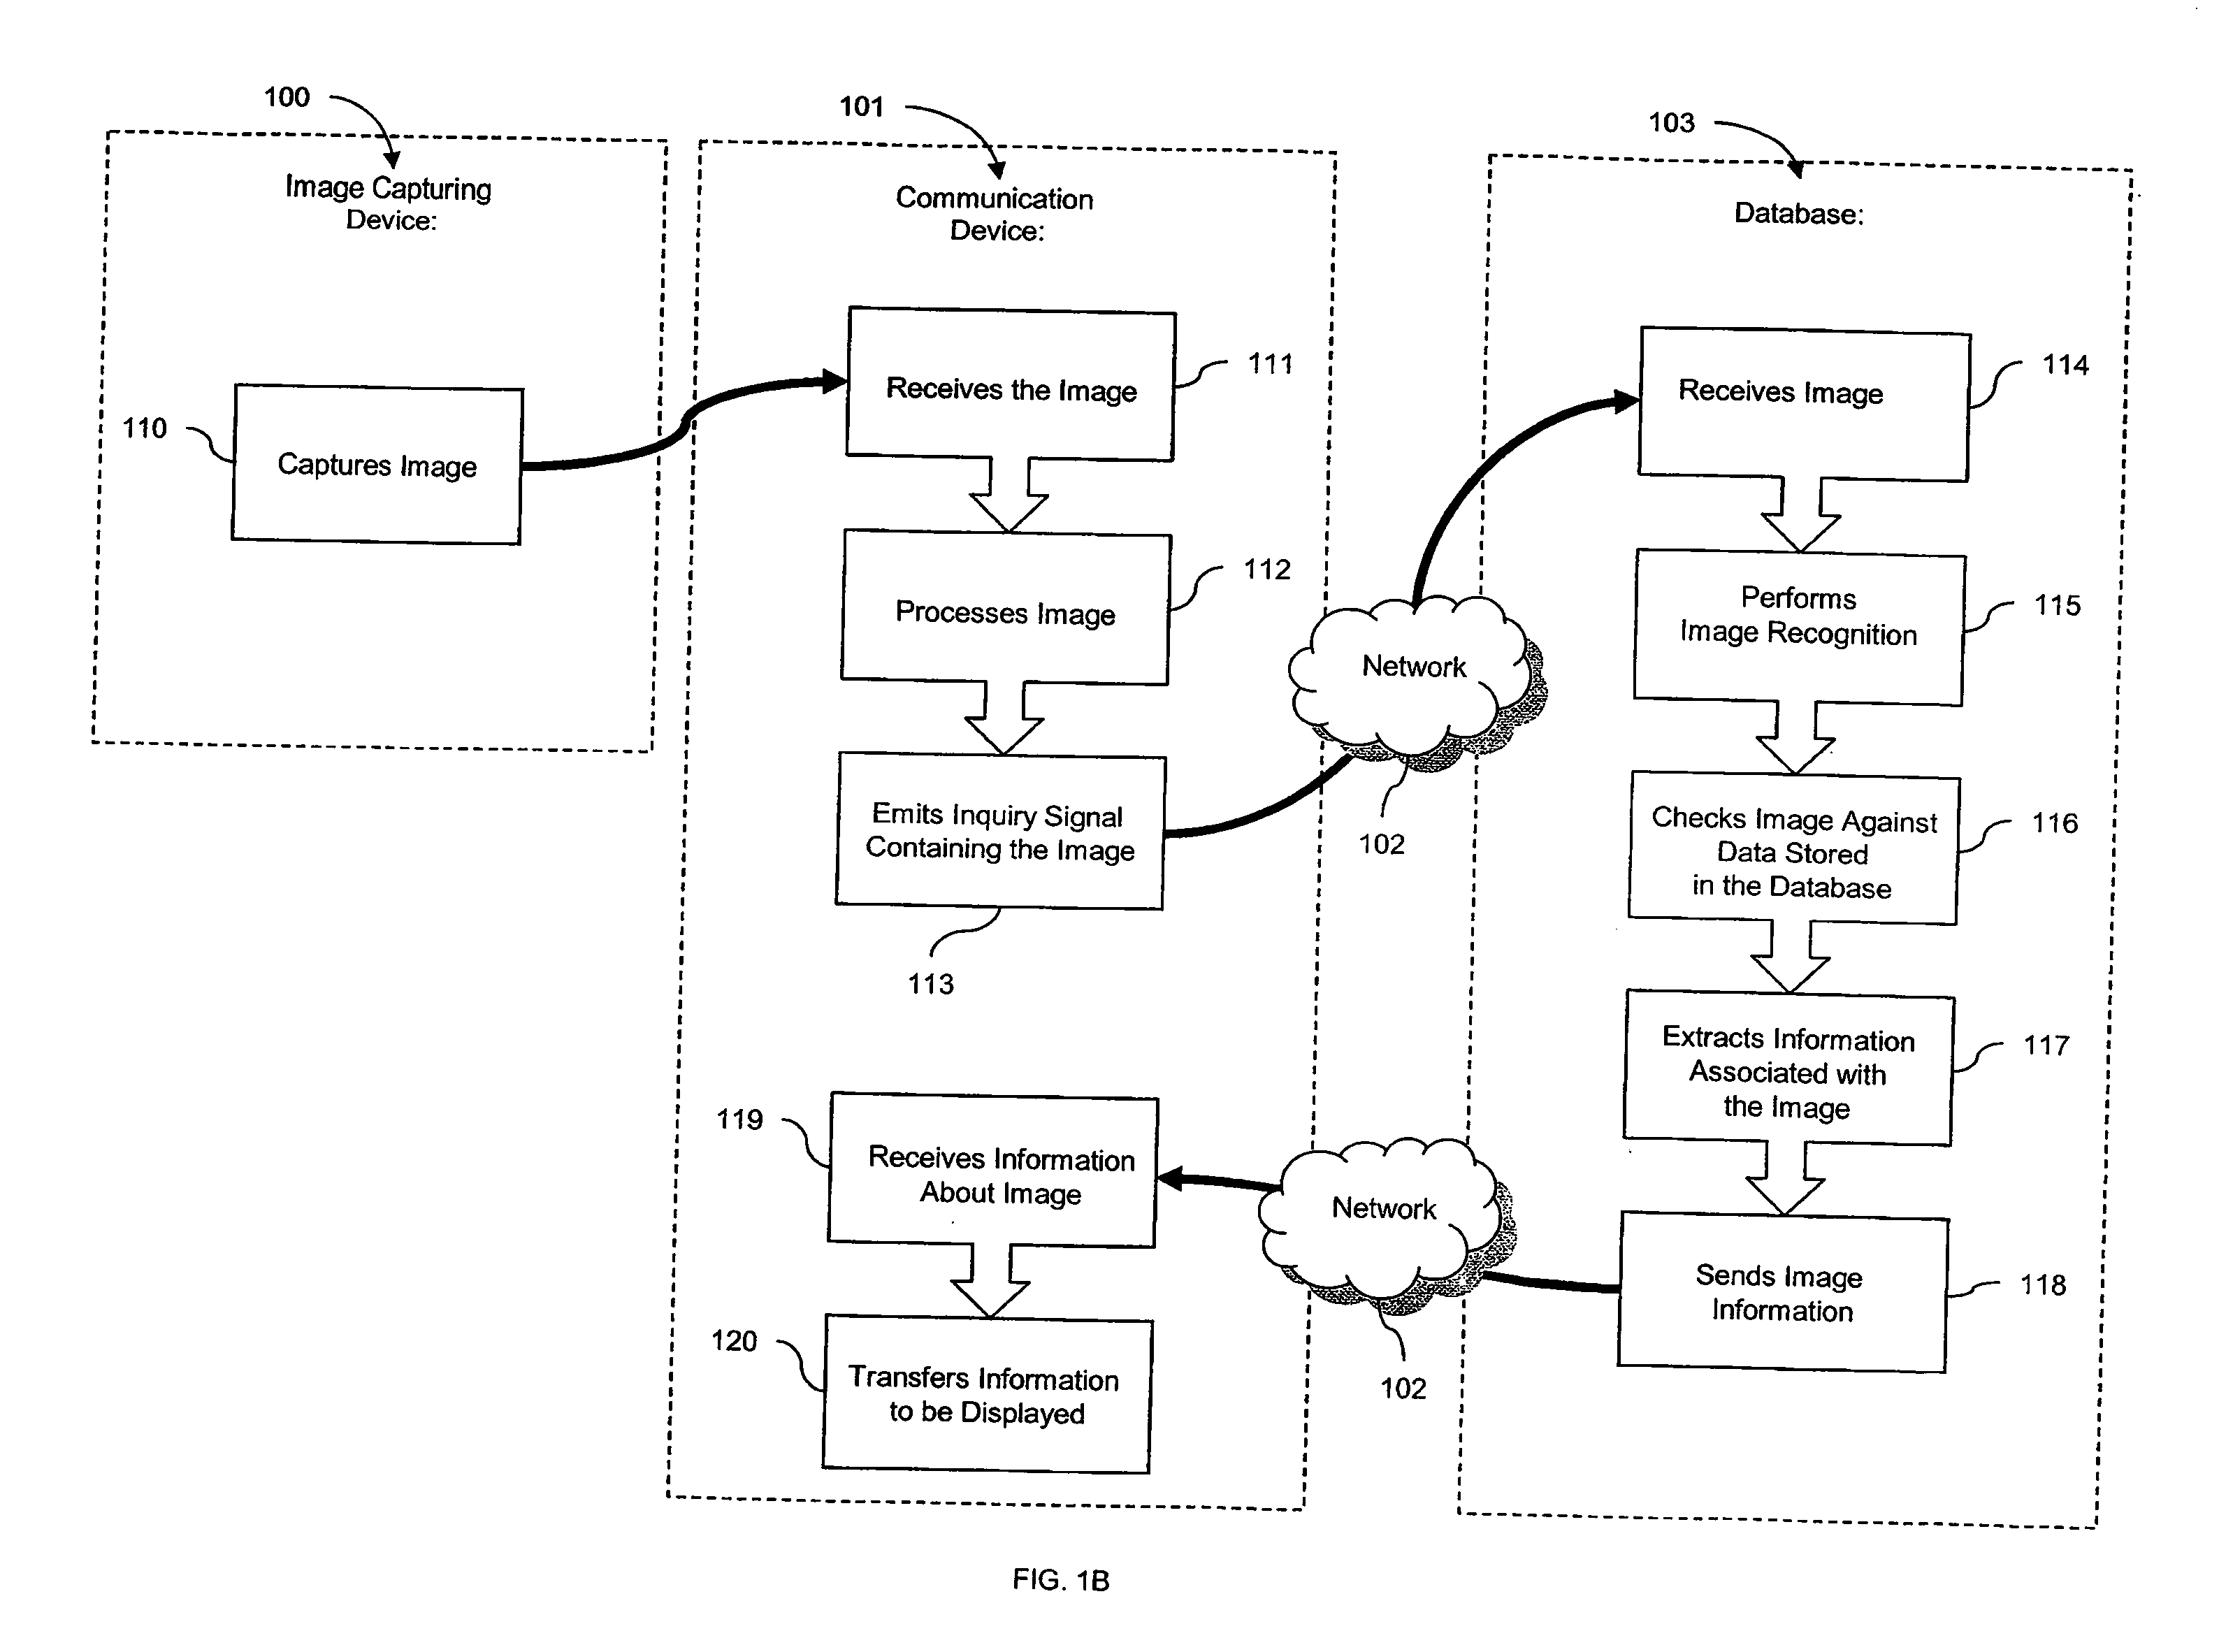 100
Image Capturing
Device:
110
Captures Image
101
Communication
Device:
Receives the Image
111
Processes Image
112
Emits Inquiry Signal
Containing the Image
113
Network
102
103
Database:
Receives Image
114
Performs
Image Recognition
115
Checks Image Against
Data Stored
in the Database
116
Extracts Information
Associated with
the Image
117
Sends Image
Information
118
Network
102
119
Receives Information
About Image
120
Transfers Information
to be Displayed
FIG. 1B